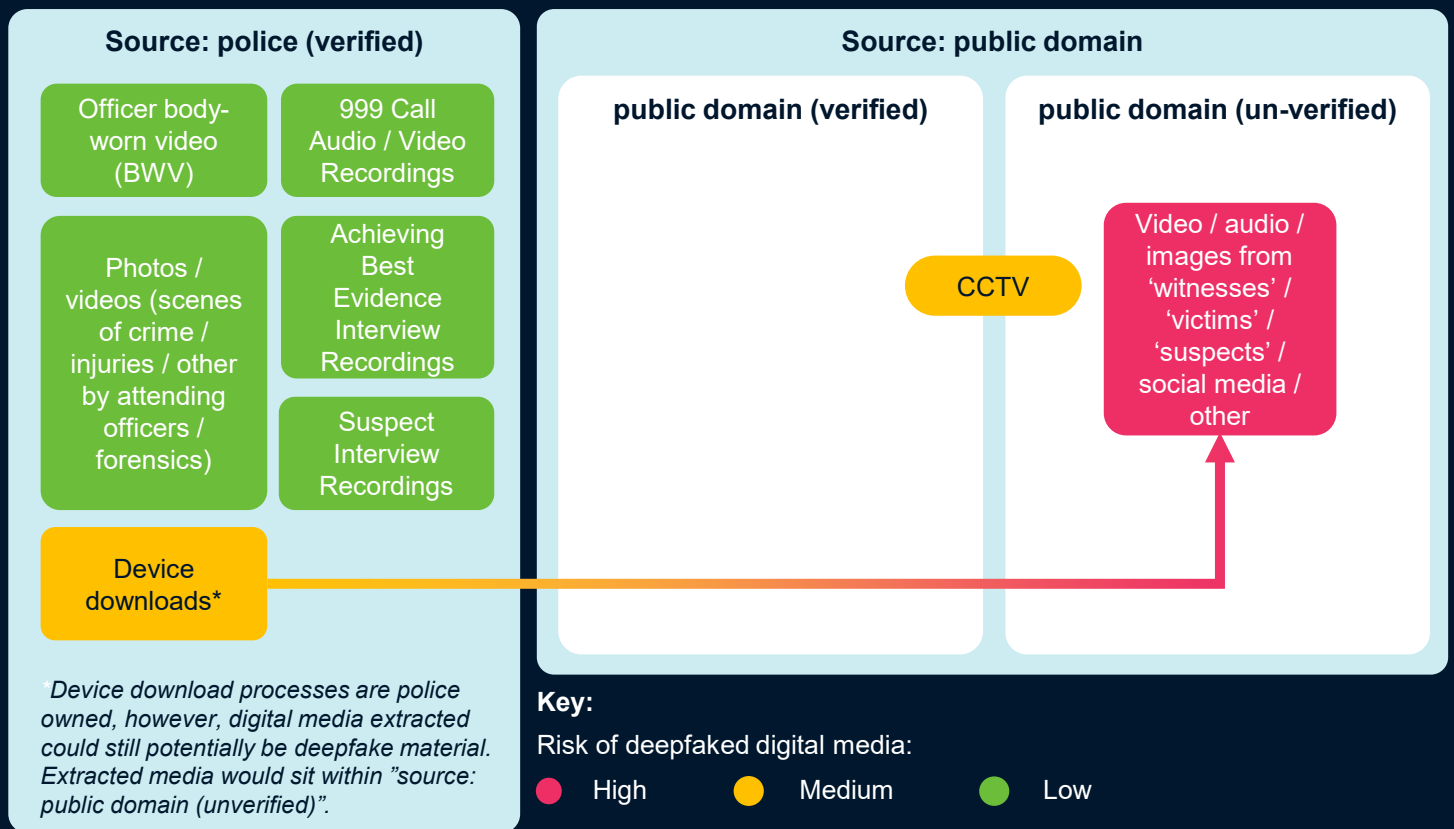 Source: police (verified)
Officer body-
worn video
(BWV)
999 Call
Audio / Video
Recordings
Photos /
videos (scenes
of crime /
injuries / other
by attending
officers /
forensics)
Achieving
Best
Evidence
Interview
Recordings
Suspect
Interview
Recordings
Device
downloads*
*Device download processes are police
owned, however, digital media extracted
could still potentially be deepfake material.
Extracted media would sit within ”source:
public domain (unverified)”.
Source: public domain
public domain (verified)
public domain (un-verified)
CCTV
Video / audio /
images from
‘witnesses’ /
‘victims’ /
‘suspects’ /
social media /
other
Key:
Risk of deepfaked digital media:
High
Medium
Low